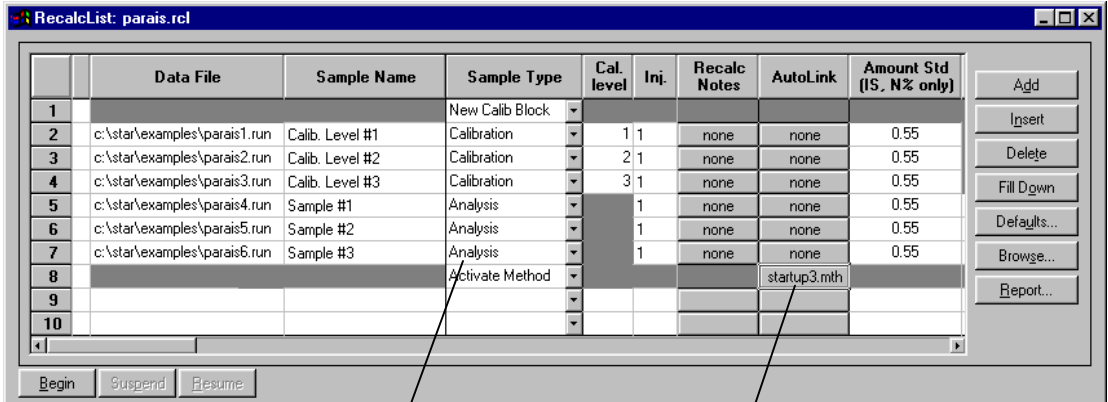 RecalcList: parais.rcl
Data File Sample Name Sample Type Cal. level Inj. Recalc Notes AutoLink Amount Std (IS, N% only)
1 New Calib Block
2 c:\star\examples\parais1.run Calib. Level #1 Calibration 1 1 none none 0.55
3 c:\star\examples\parais2.run Calib. Level #2 Calibration 2 1 none none 0.55
4 c:\star\examples\parais3.run Calib. Level #3 Calibration 3 1 none none 0.55
5 c:\star\examples\parais4.run Sample #1 Analysis 1 none none 0.55
6 c:\star\examples\parais5.run Sample #2 Analysis 1 none none 0.55
7 c:\star\examples\parais6.run Sample #3 Analysis 1 none none 0.55
8 Activate Method startup3.mth
9
10
Add
Insert
Delete
Fill Down
Defaults...
Browse...
Report...
Begin Suspend Resume